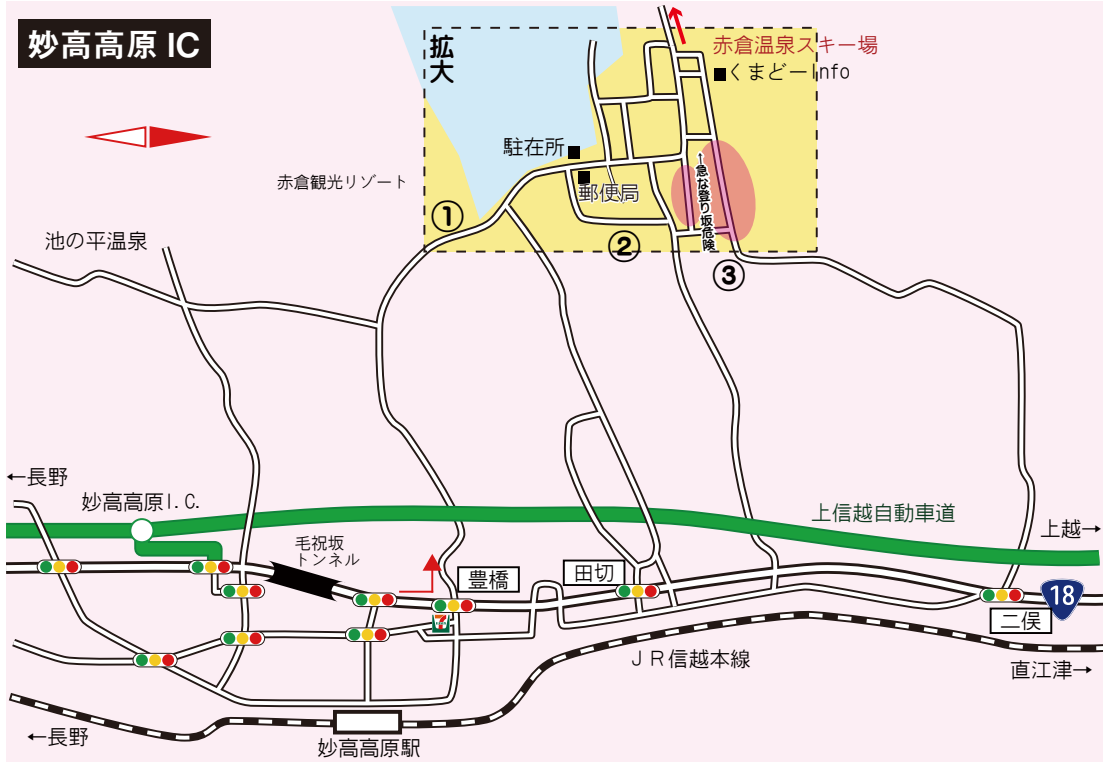 妙高高原 IC
拡
大
赤倉温泉スキー場
くまどーInfo
駐在所
赤倉観光リゾート
郵便局
←急な登り坂危険
①
池の平温泉
②
③
←長野
妙高高原I.C.
上信越自動車道
上越→
毛祝坂
トンネル
豊橋
田切
18
二俣
7
JR信越本線
直江津→
←長野
妙高高原駅